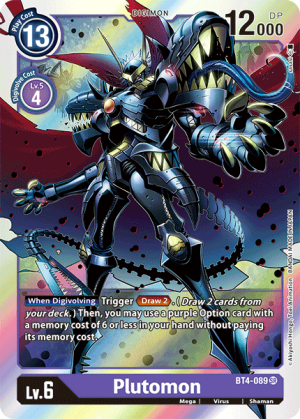 Play Cost
13
DIGIMON
12000
DP
Digivolve Cost
Lv.5
4
When Digivolving Trigger Draw 2. (Draw 2 cards from
your deck.) Then, you may use a purple Option card with
a memory cost of 6 or less in your hand without paying
its memory cost.
BT4-089 SR
Lv.6
Plutomon
Mega Virus Shaman